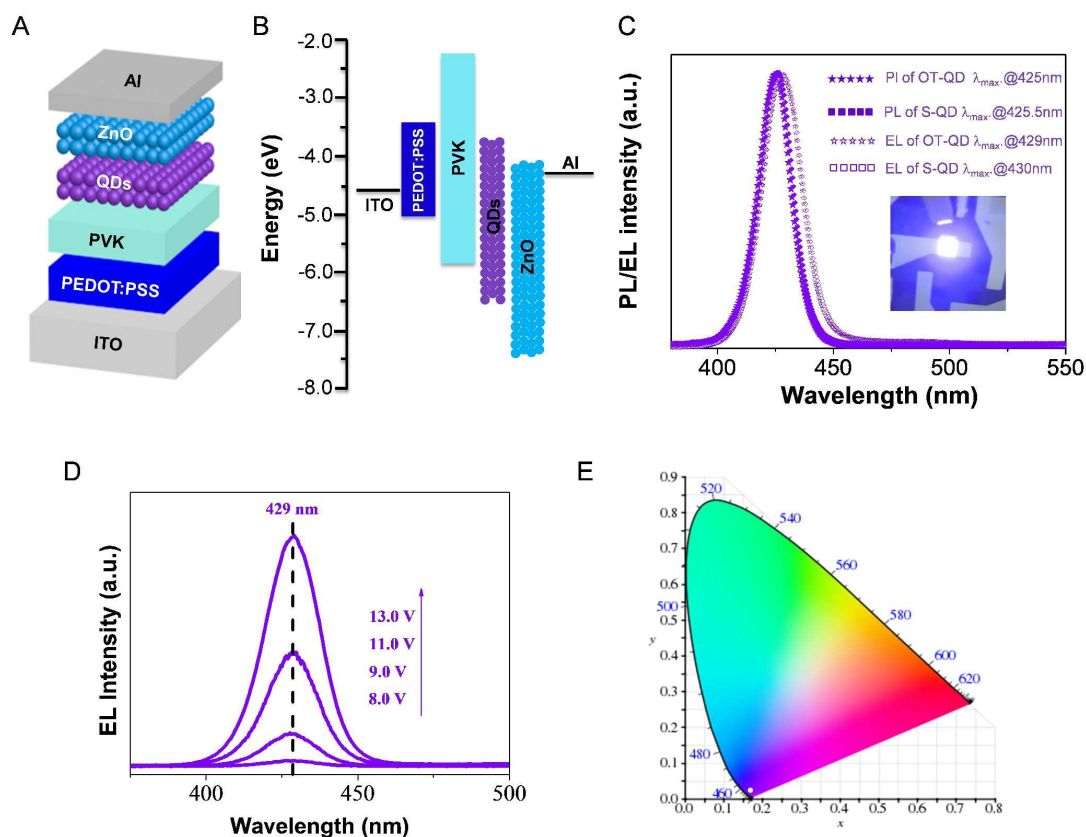 A
Al
ZnO
QDs
PVK
PEDOT:PSS
ITO
B
-2.0
-3.0
-4.0
-5.0
-6.0
-7.0
-8.0
Energy (eV)
ITO
PEDOT:PSS
PVK
QDs
ZnO
Al
C
PL/EL intensity (a.u.)
PI of OT-QD λmax.@425nm
PL of S-QD λmax.@425.5nm
EL of OT-QD λmax.@429nm
EL of S-QD λmax.@430nm
400 450 500 550
Wavelength (nm)
D
EL Intensity (a.u.)
429 nm
13.0 V
11.0 V
9.0 V
8.0 V
400 450 500
Wavelength (nm)
E
0.9
0.8
0.7
0.6
0.5
0.4
0.3
0.2
0.1
0.0
y
520
540
560
500
580
600
620
480
460
0.0 0.1 0.2 0.3 0.4 0.5 0.6 0.7 0.8
x